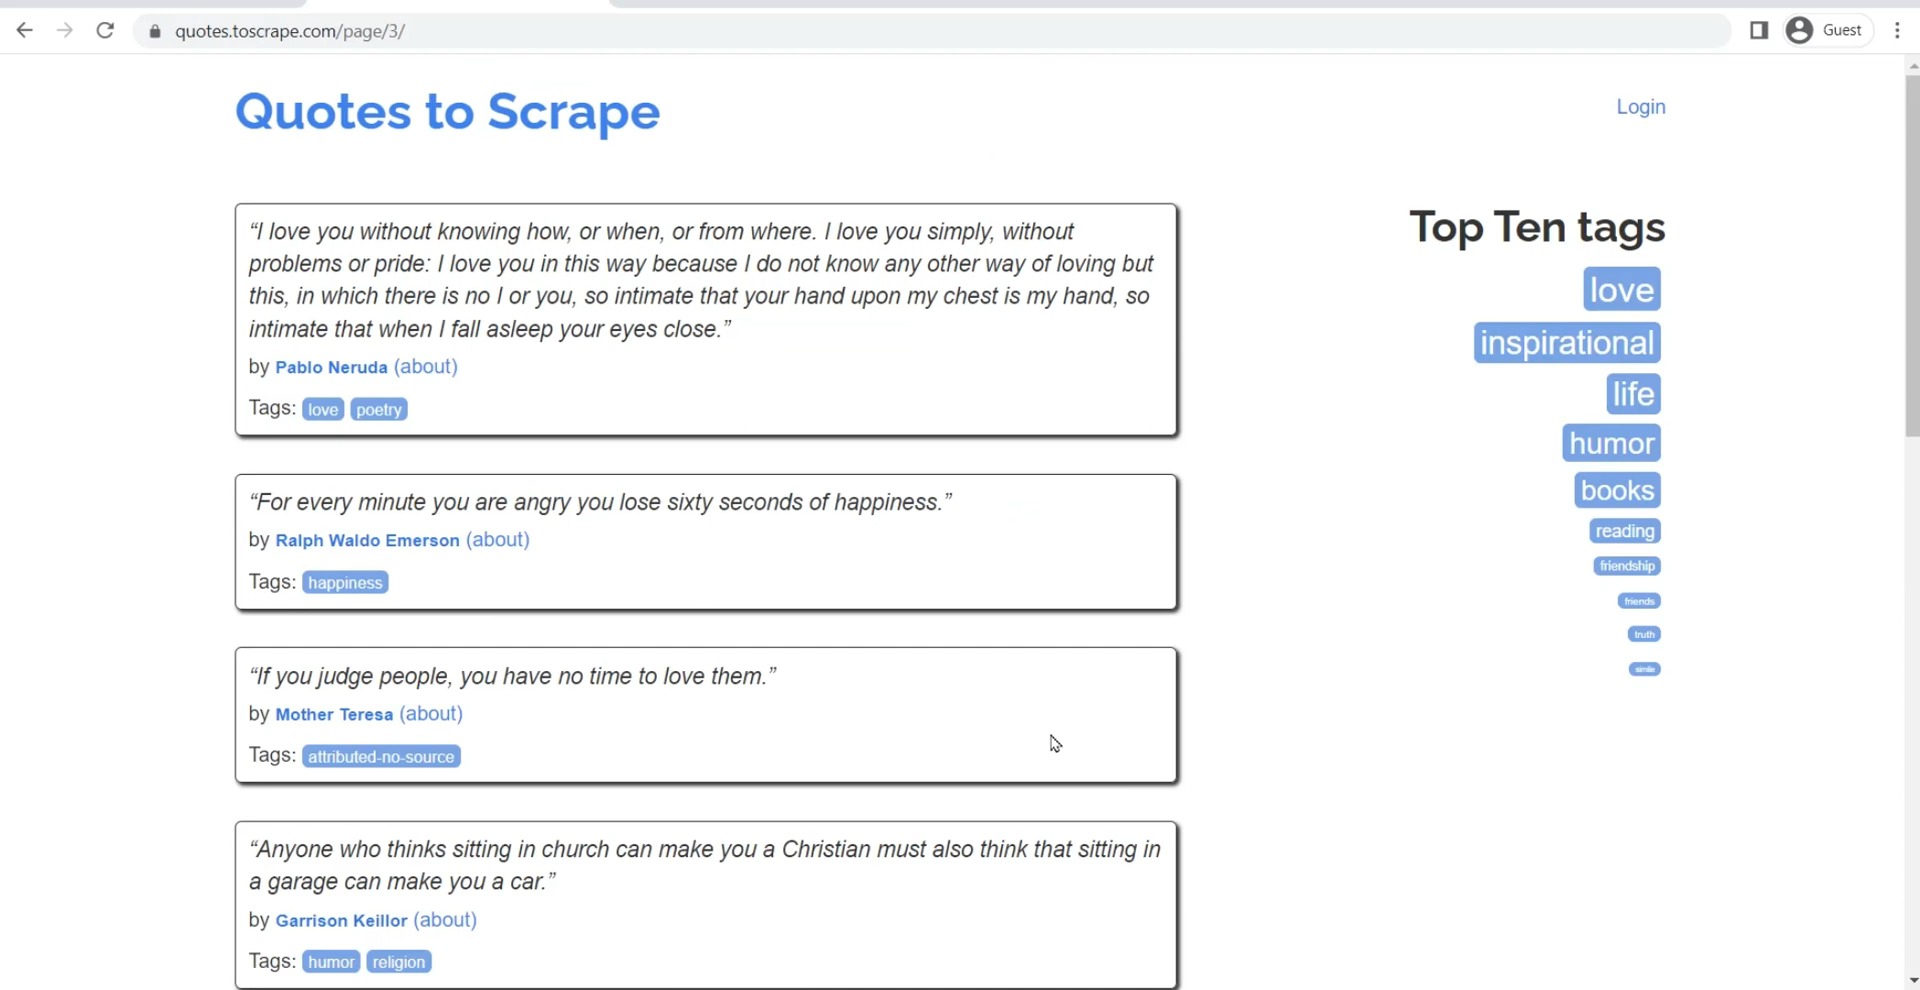 quotes.toscrape.com/page/3/
Guest
Quotes to Scrape
Login
“I love you without knowing how, or when, or from where. I love you simply, without
problems or pride: I love you in this way because I do not know any other way of loving but
this, in which there is no I or you, so intimate that your hand upon my chest is my hand, so
intimate that when I fall asleep your eyes close.”
by Pablo Neruda (about)
Tags: love poetry
“For every minute you are angry you lose sixty seconds of happiness.”
by Ralph Waldo Emerson (about)
Tags: happiness
“If you judge people, you have no time to love them.”
by Mother Teresa (about)
Tags: attributed-no-source
“Anyone who thinks sitting in church can make you a Christian must also think that sitting in
a garage can make you a car.”
by Garrison Keillor (about)
Tags: humor religion
Top Ten tags
love
inspirational
life
humor
books
reading
friendship
friends
truth
simile